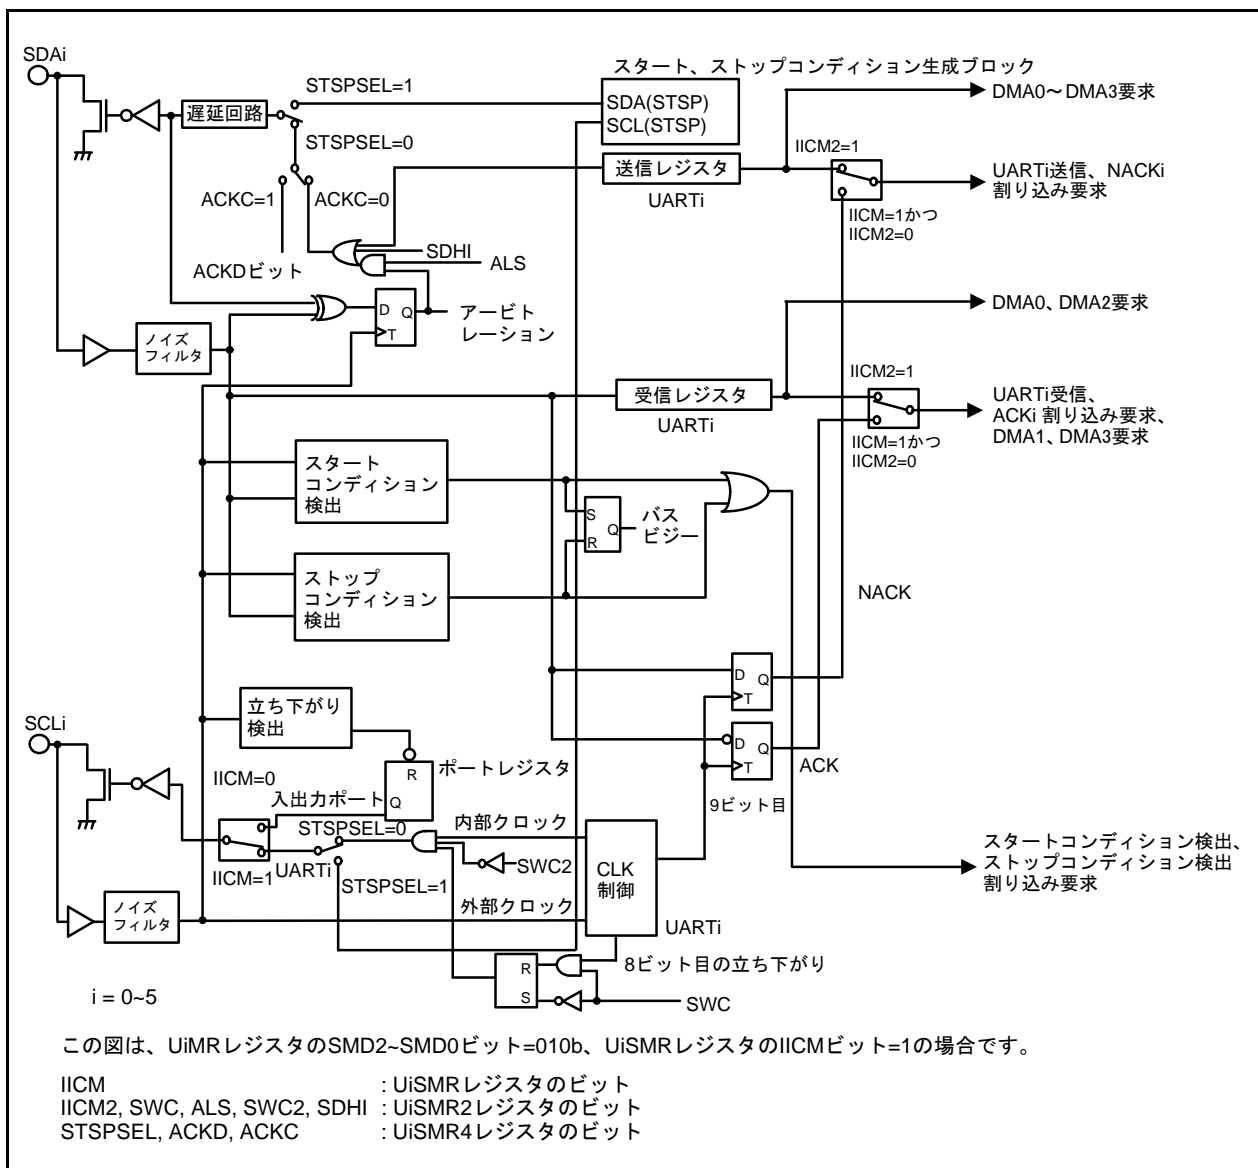 SDAi
スタート、ストップコンディション生成ブロック
STSPSEL=1
SDA(STSP)
SCL(STSP)
DMA0～DMA3要求
遅延回路
STSPSEL=0
IICM2=1
送信レジスタ
UARTi
UARTi送信、NACKi
割り込み要求
ACKC=1
ACKC=0
IICM=1かつ
IICM2=0
SDHI
ALS
ACKDビット
D
Q
T
アービト
レーション
DMA0、DMA2要求
ノイズ
フィルタ
IICM2=1
受信レジスタ
UARTi
UARTi受信、
ACKi 割り込み要求、
DMA1、DMA3要求
IICM=1かつ
IICM2=0
スタート
コンディション
検出
S
R
Q
バス
ビジー
ストップ
コンディション
検出
NACK
D
Q
T
立ち下がり
検出
SCLi
D
Q
T
ACK
R
Q
ポートレジスタ
IICM=0
入出力ポート
9ビット目
STSPSEL=0
内部クロック
IICM=1
UARTi
SWC2
CLK
制御
スタートコンディション検出、
ストップコンディション検出
割り込み要求
STSPSEL=1
ノイズ
フィルタ
外部クロック
UARTi
R
S
8ビット目の立ち下がり
i = 0~5
SWC
この図は、UiMRレジスタのSMD2~SMD0ビット=010b、UiSMRレジスタのIICMビット=1の場合です。
IICM : UiSMRレジスタのビット
IICM2, SWC, ALS, SWC2, SDHI : UiSMR2レジスタのビット
STSPSEL, ACKD, ACKC : UiSMR4レジスタのビット